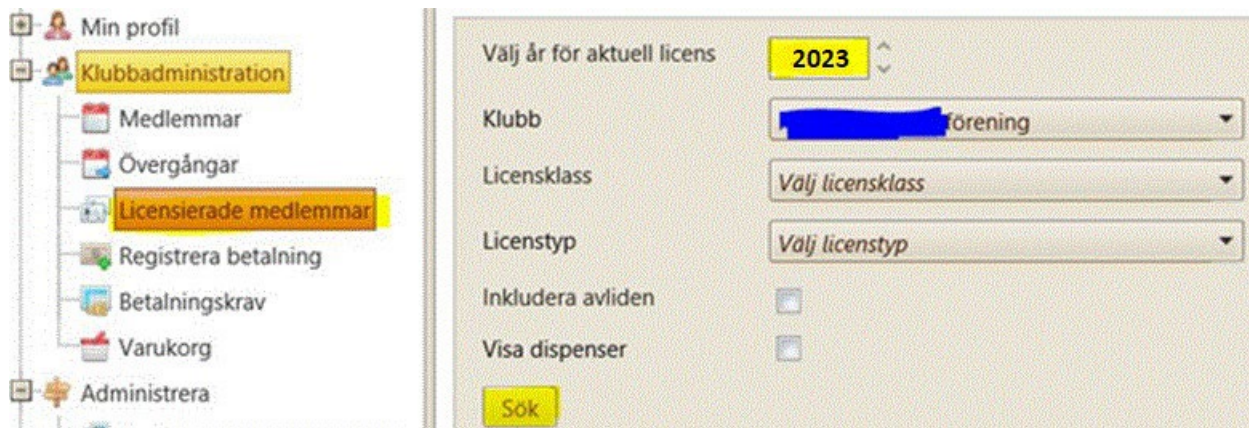 Min profil
Klubbadministration
Medlemmar
Övergångar
Licensierade medlemmar
Registrera betalning
Betalningskrav
Varukorg
Administrera
Välj år för aktuell licens 2023
Klubb förening
Licensklass Välj licensklass
Licenstyp Välj licenstyp
Inkludera avliden
Visa dispenser
Sök